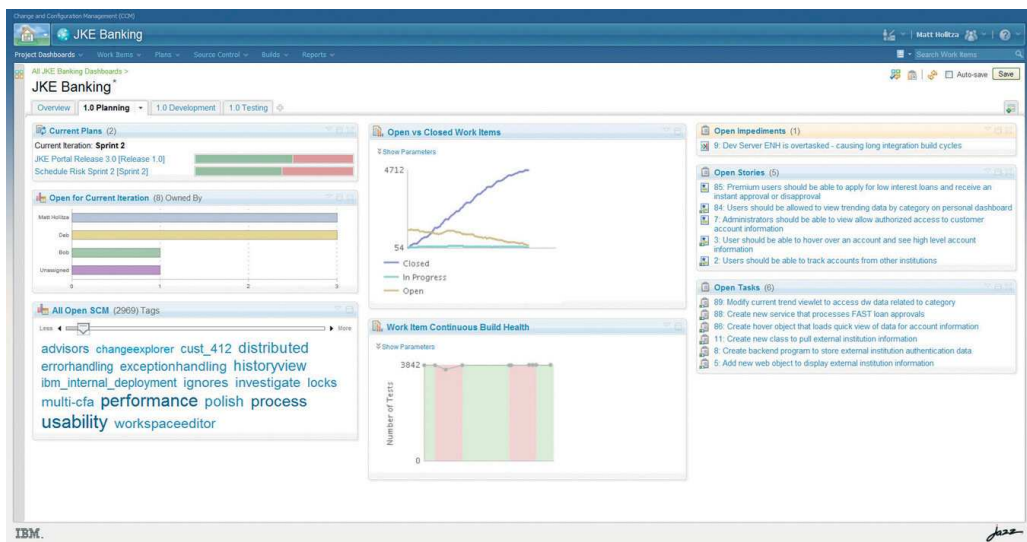 Change and Configuration Management (CCM)
JKE Banking
Matt Holitza
Project Dashboards Work Items Plans Source Control Builds Reports
Search Work Items
All JKE Banking Dashboards >
JKE Banking*
Auto-save Save
Overview 1.0 Planning 1.0 Development 1.0 Testing
Current Plans (2)
Current Iteration: Sprint 2
JKE Portal Release 3.0 [Release 1.0]
Schedule Risk Sprint 2 [Sprint 2]
Open for Current Iteration (8) Owned By
Matt Holitza
Deb
Bob
Unassigned
0 1 2 3
All Open SCM (2969) Tags
Less More
advisors changeexplorer cust_412 distributed
errorhandling exceptionhandling historyview
ibm_internal_deployment ignores investigate locks
multi-cfa performance polish process
usability workspaceeditor
Open vs Closed Work Items
Show Parameters
4712
54
Closed
In Progress
Open
Work Item Continuous Build Health
Show Parameters
3842
Number of Tests
0
Open Impediments (1)
9: Dev Server ENH is overtasked - causing long integration build cycles
Open Stories (5)
85: Premium users should be able to apply for low interest loans and receive an
instant approval or disapproval
84: Users should be allowed to view trending data by category on personal dashboard
7: Administrators should be able to view allow authorized access to customer
account information
3: User should be able to hover over an account and see high level account
information
2: Users should be able to track accounts from other institutions
Open Tasks (6)
89: Modify current trend viewlet to access dw data related to category
88: Create new service that processes FAST loan approvals
86: Create hover object that loads quick view of data for account information
11: Create new class to pull external institution information
8: Create backend program to store external institution authentication data
5: Add new web object to display external institution information
IBM.
Jazz